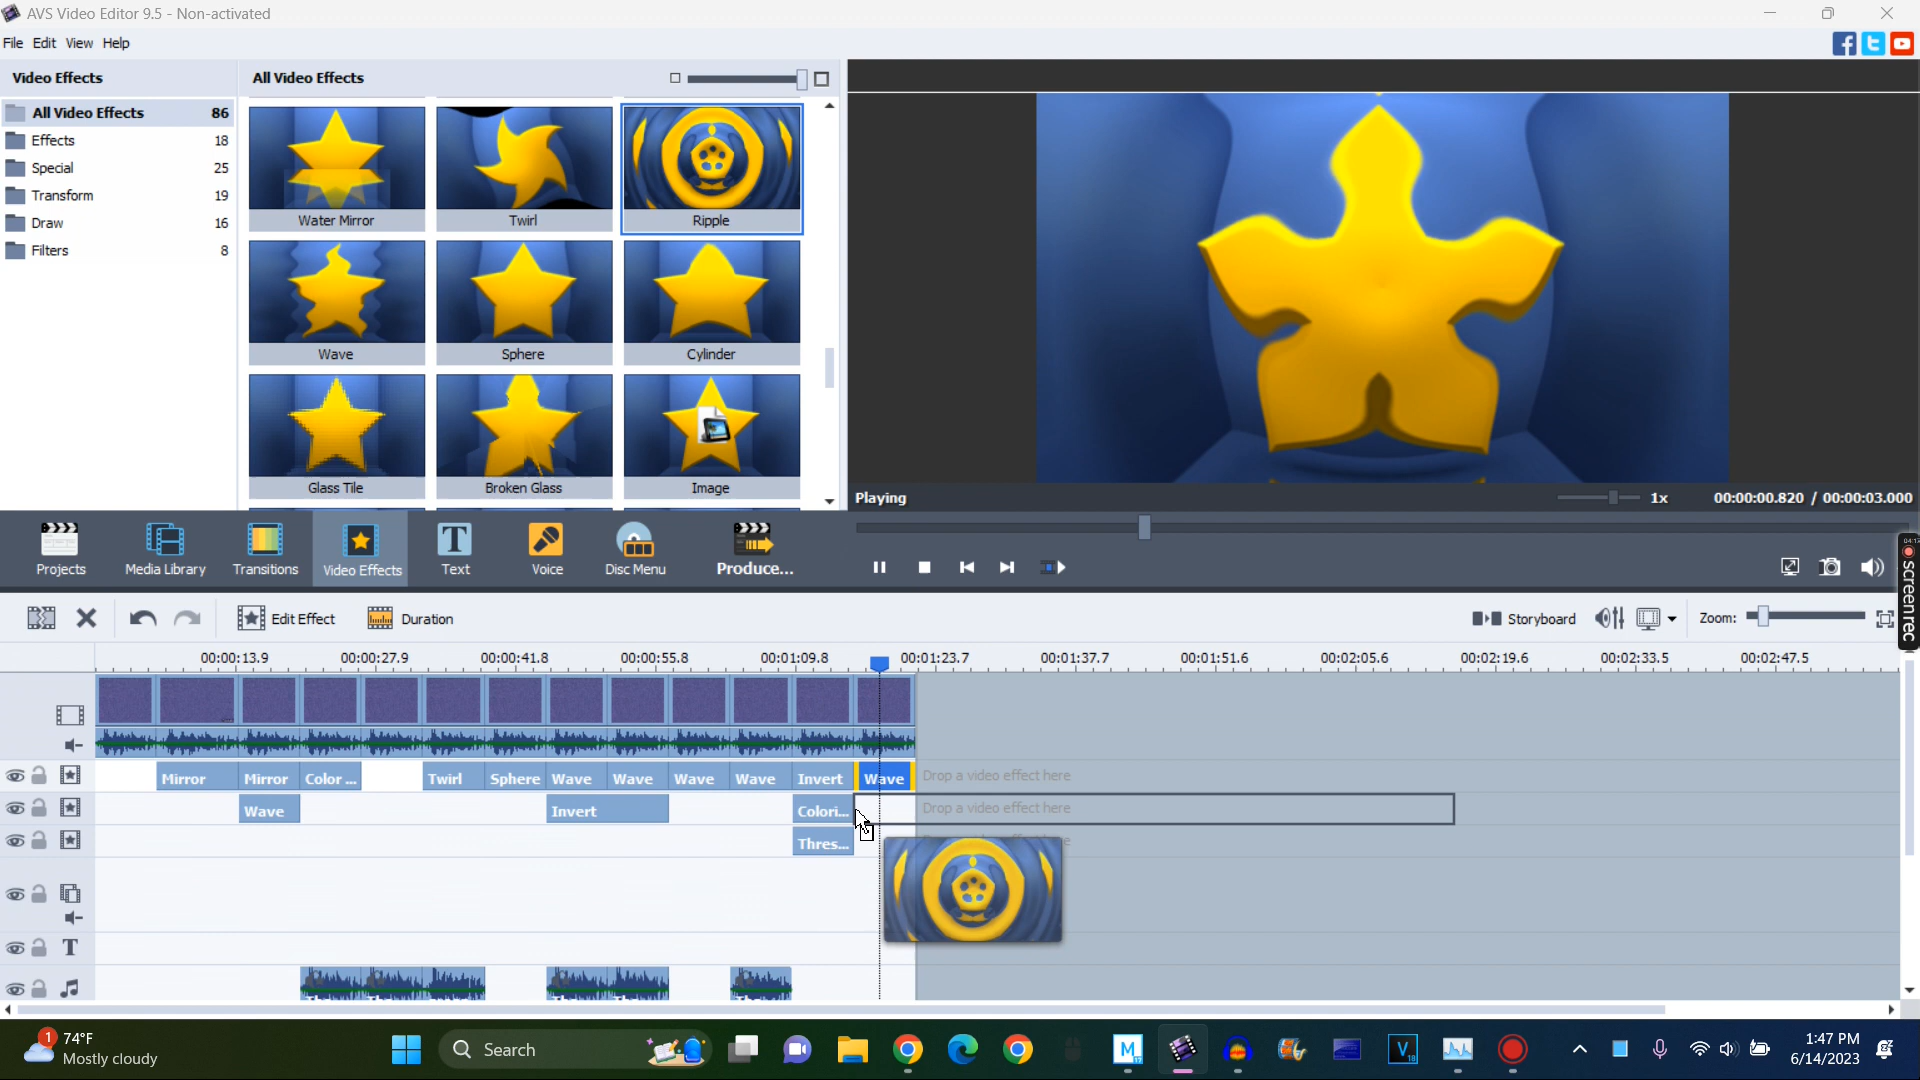 AVS Video Editor 9.5 - Non-activated
File Edit View Help
Video Effects
All Video Effects
All Video Effects 86
Effects 18
Special 25
Transform 19
Draw 16
Filters 8
Water Mirror Twirl Ripple
Wave Sphere Cylinder
Glass Tile Broken Glass Image
Playing 1x 00:00:00.820 / 00:00:03.000
Projects Media Library Transitions Video Effects Text Voice Disc Menu Produce...
screenrec
Edit Effect Duration Storyboard Zoom:
00:00:13.9 00:00:27.9 00:00:41.8 00:00:55.8 00:01:09.8 00:01:23.7 00:01:37.7 00:01:51.6 00:02:05.6 00:02:19.6 00:02:33.5 00:02:47.5
Mirror Mirror Color ... Twirl Sphere Wave Wave Wave Wave Invert Wave Drop a video effect here
Wave Invert Colori... Drop a video effect here
Thres...
T
1 74°F
Mostly cloudy
Search
1:47 PM
6/14/2023